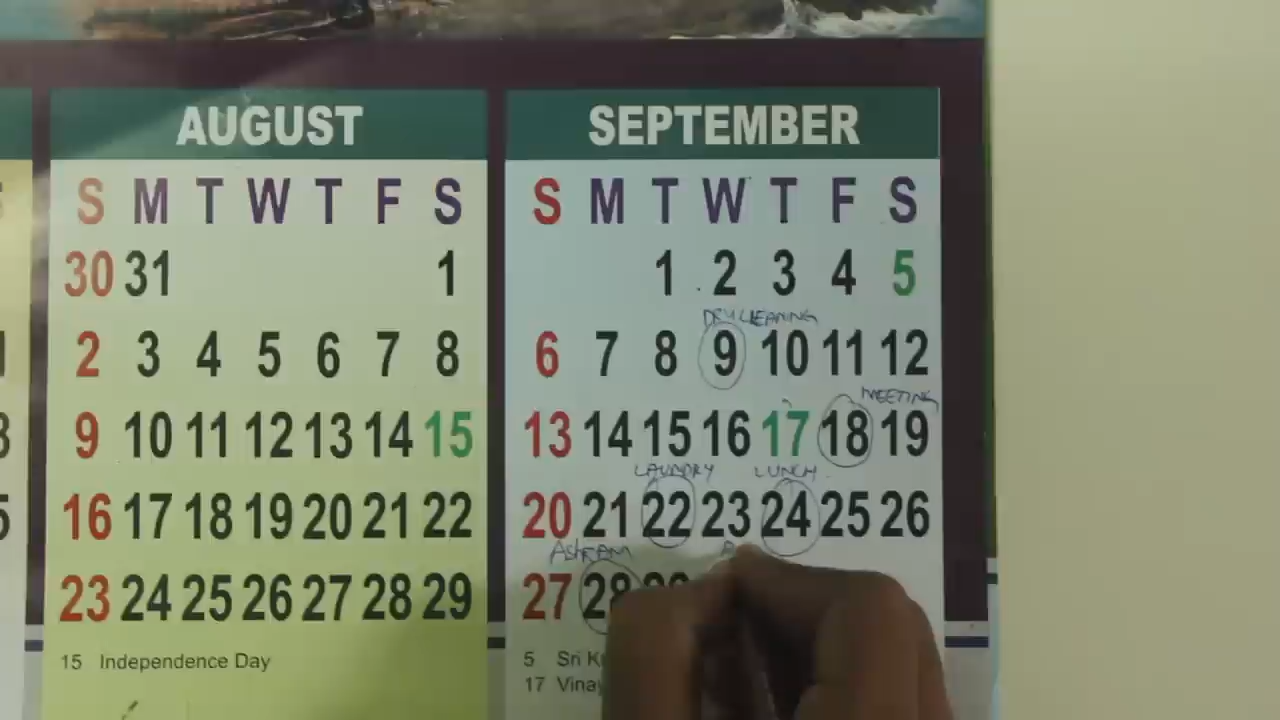 AUGUST
S M T W T F S
30 31 1
2 3 4 5 6 7 8
9 10 11 12 13 14 15
16 17 18 19 20 21 22
23 24 25 26 27 28 29
15 Independence Day
SEPTEMBER
S M T W T F S
1 2 3 4 5
DRYCLEANING
6 7 8 9 10 11 12
MEETING
13 14 15 16 17 18 19
LAUNDRY LUNCH
20 21 22 23 24 25 26
ASHRAM
27 28
5 Sri
17